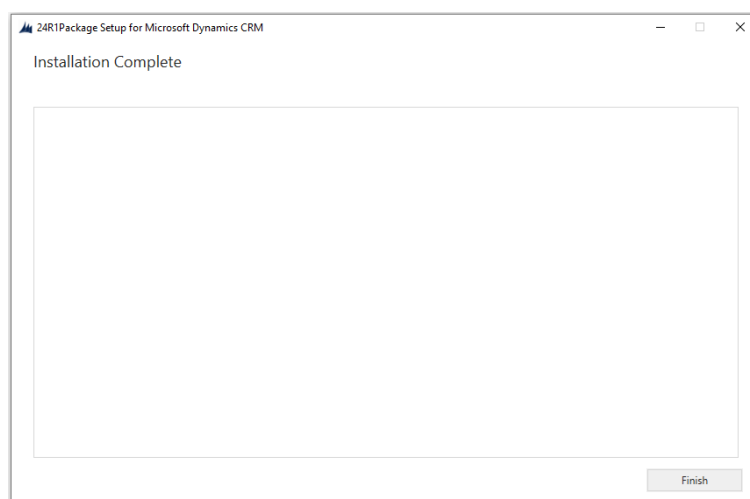 24R1Package Setup for Microsoft Dynamics CRM
Installation Complete
Finish